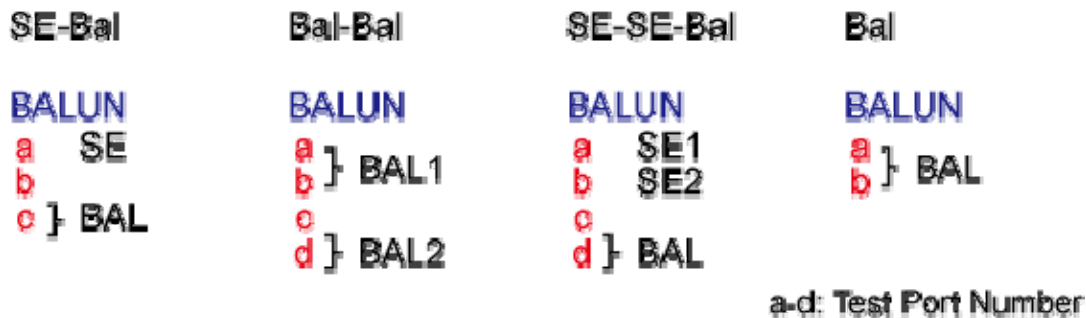 SE-Bal Bal-Bal SE-SE-Bal Bal
BALUN BALUN BALUN BALUN
a SE a a SE1 a
b b } BAL1 b SE2 b } BAL
c } BAL c c
d } BAL2 d } BAL
a-d: Test Port Number